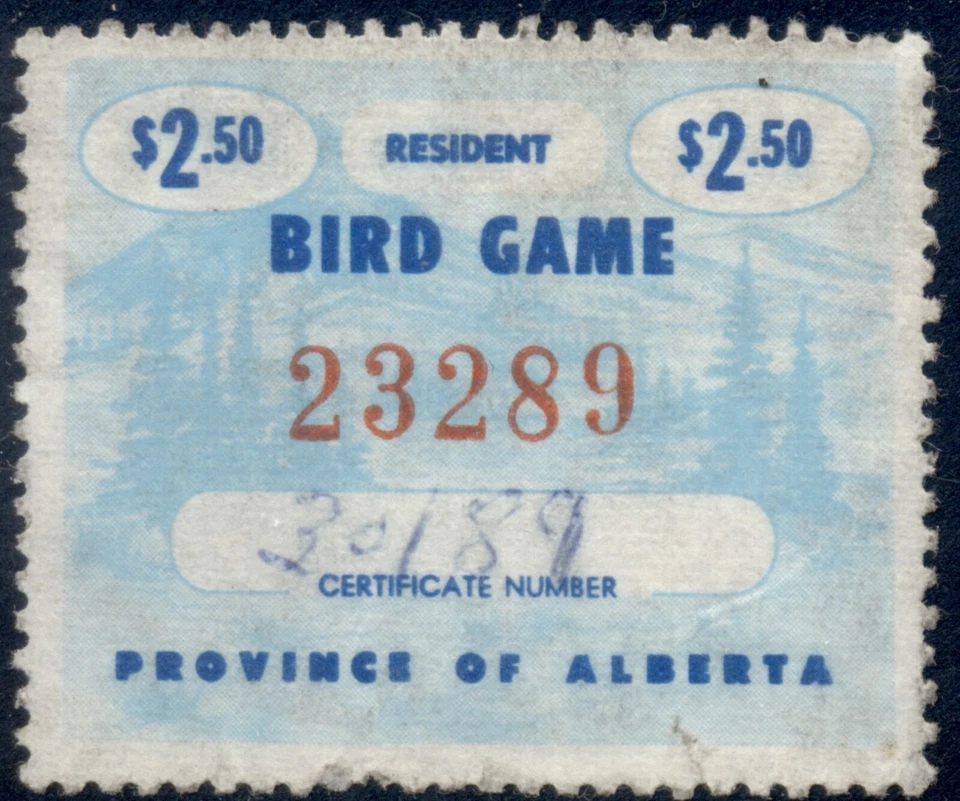 $2.50 RESIDENT $2.50
BIRD GAME
23289
30189
CERTIFICATE NUMBER
PROVINCE OF ALBERTA